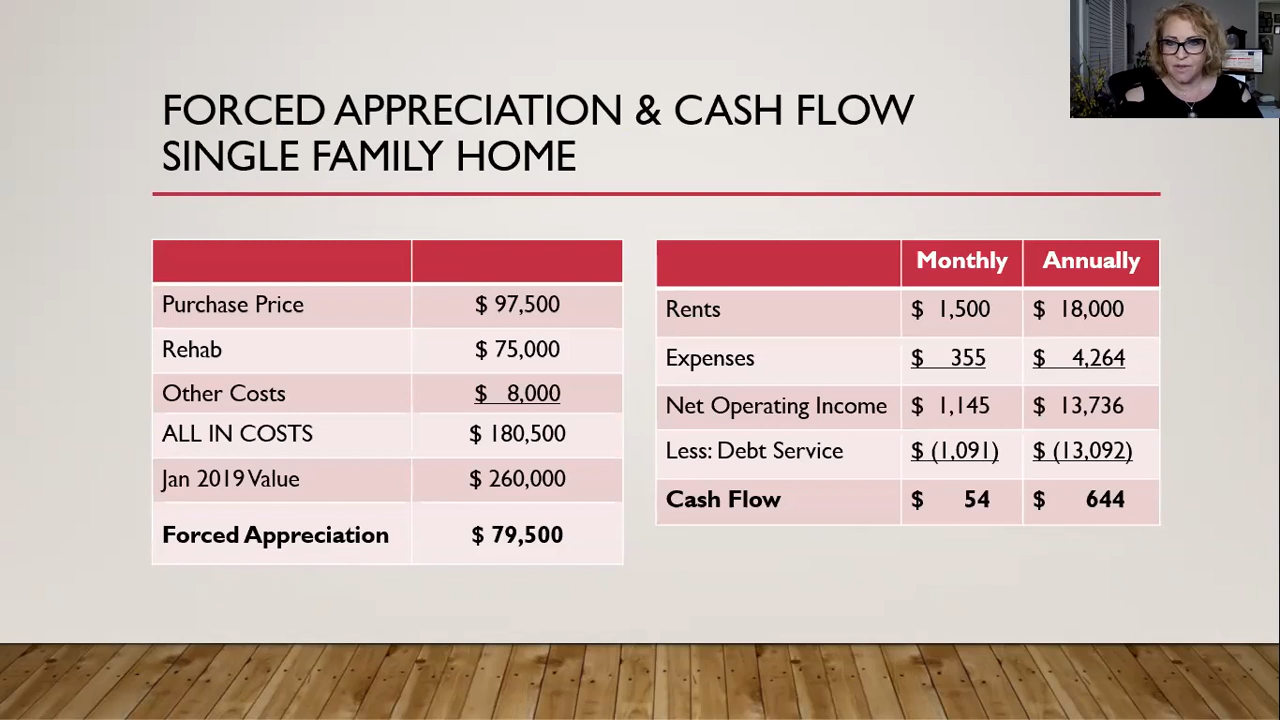 FORCED APPRECIATION & CASH FLOW
SINGLE FAMILY HOME
Purchase Price $ 97,500
Rehab $ 75,000
Other Costs $ 8,000
ALL IN COSTS $ 180,500
Jan 2019 Value $ 260,000
Forced Appreciation $ 79,500
Monthly Annually
Rents $ 1,500 $ 18,000
Expenses $ 355 $ 4,264
Net Operating Income $ 1,145 $ 13,736
Less: Debt Service $ (1,091) $ (13,092)
Cash Flow $ 54 $ 644